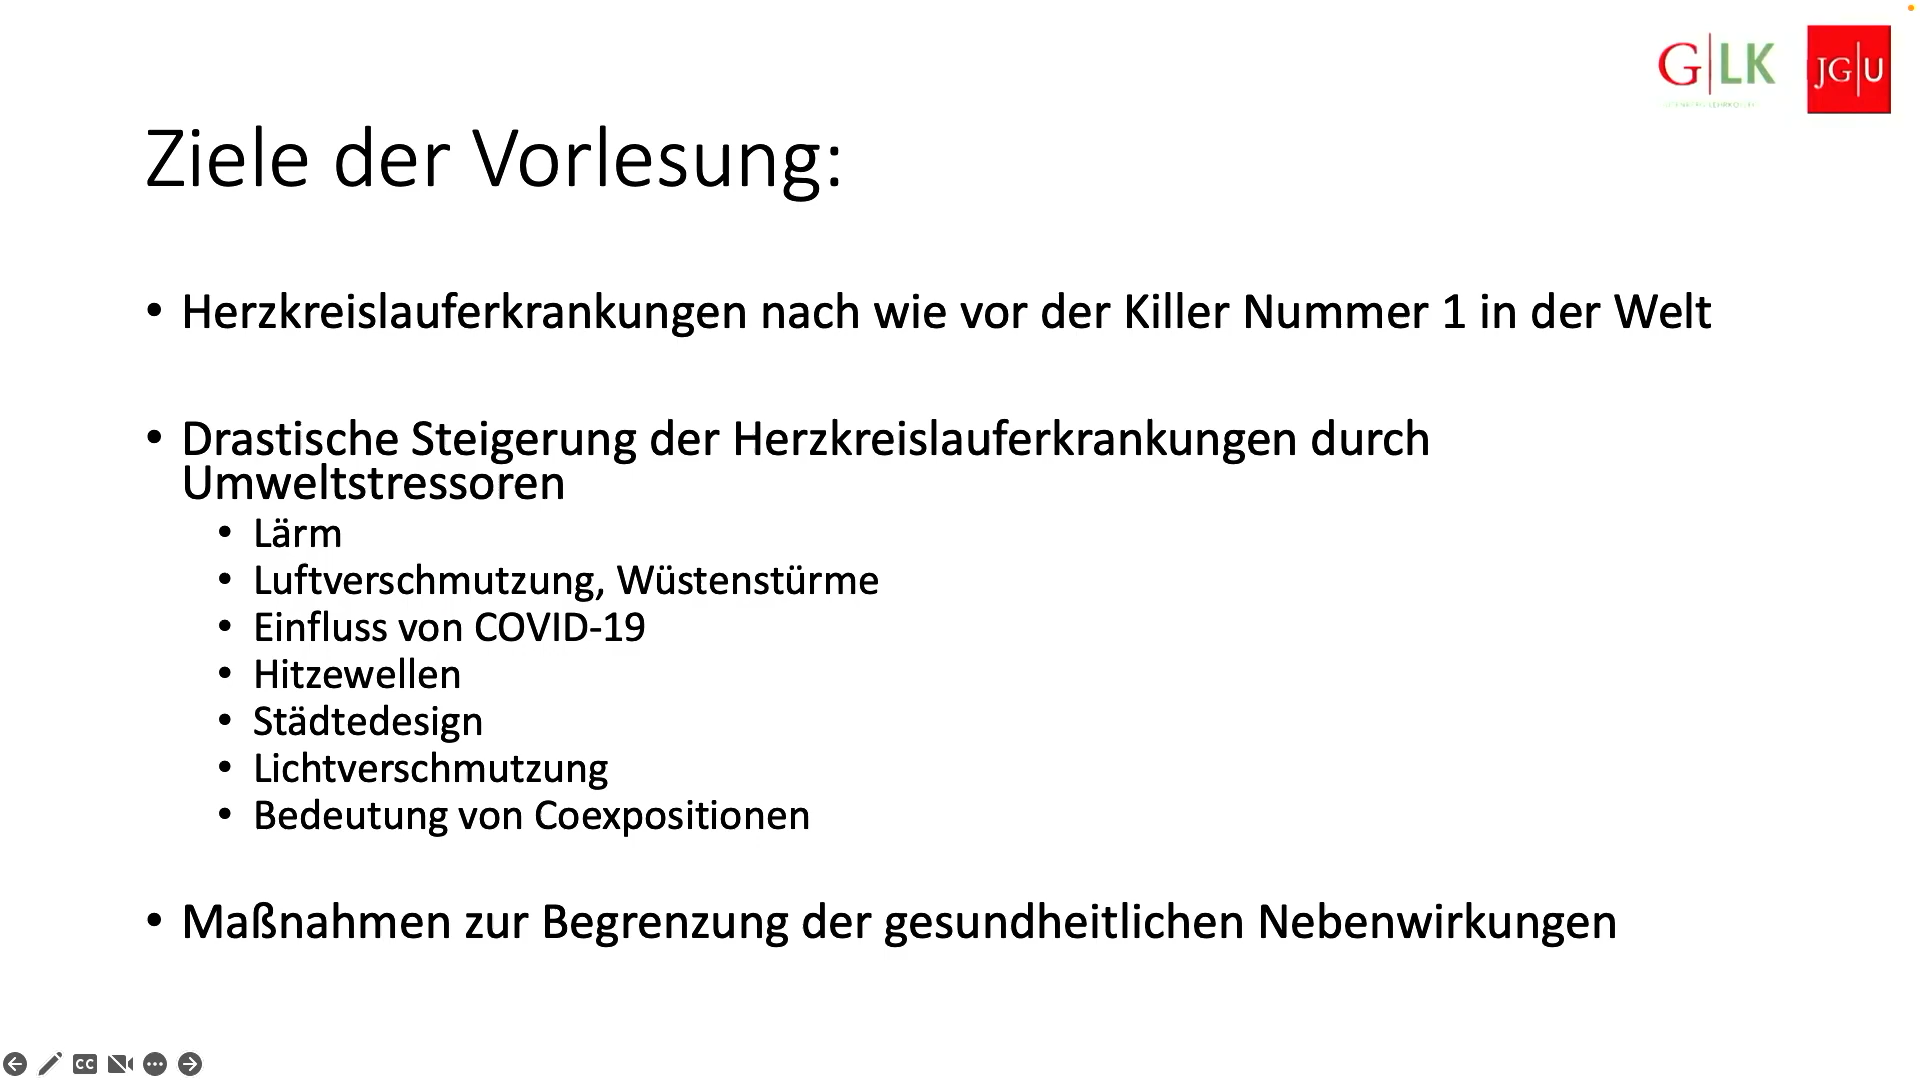 G|LK
JG|U
Ziele der Vorlesung:
• Herzkreislauferkrankungen nach wie vor der Killer Nummer 1 in der Welt
• Drastische Steigerung der Herzkreislauferkrankungen durch
Umweltstressoren
• Lärm
• Luftverschmutzung, Wüstenstürme
• Einfluss von COVID-19
• Hitzewellen
• Städtedesign
• Lichtverschmutzung
• Bedeutung von Coexpositionen
• Maßnahmen zur Begrenzung der gesundheitlichen Nebenwirkungen
CC